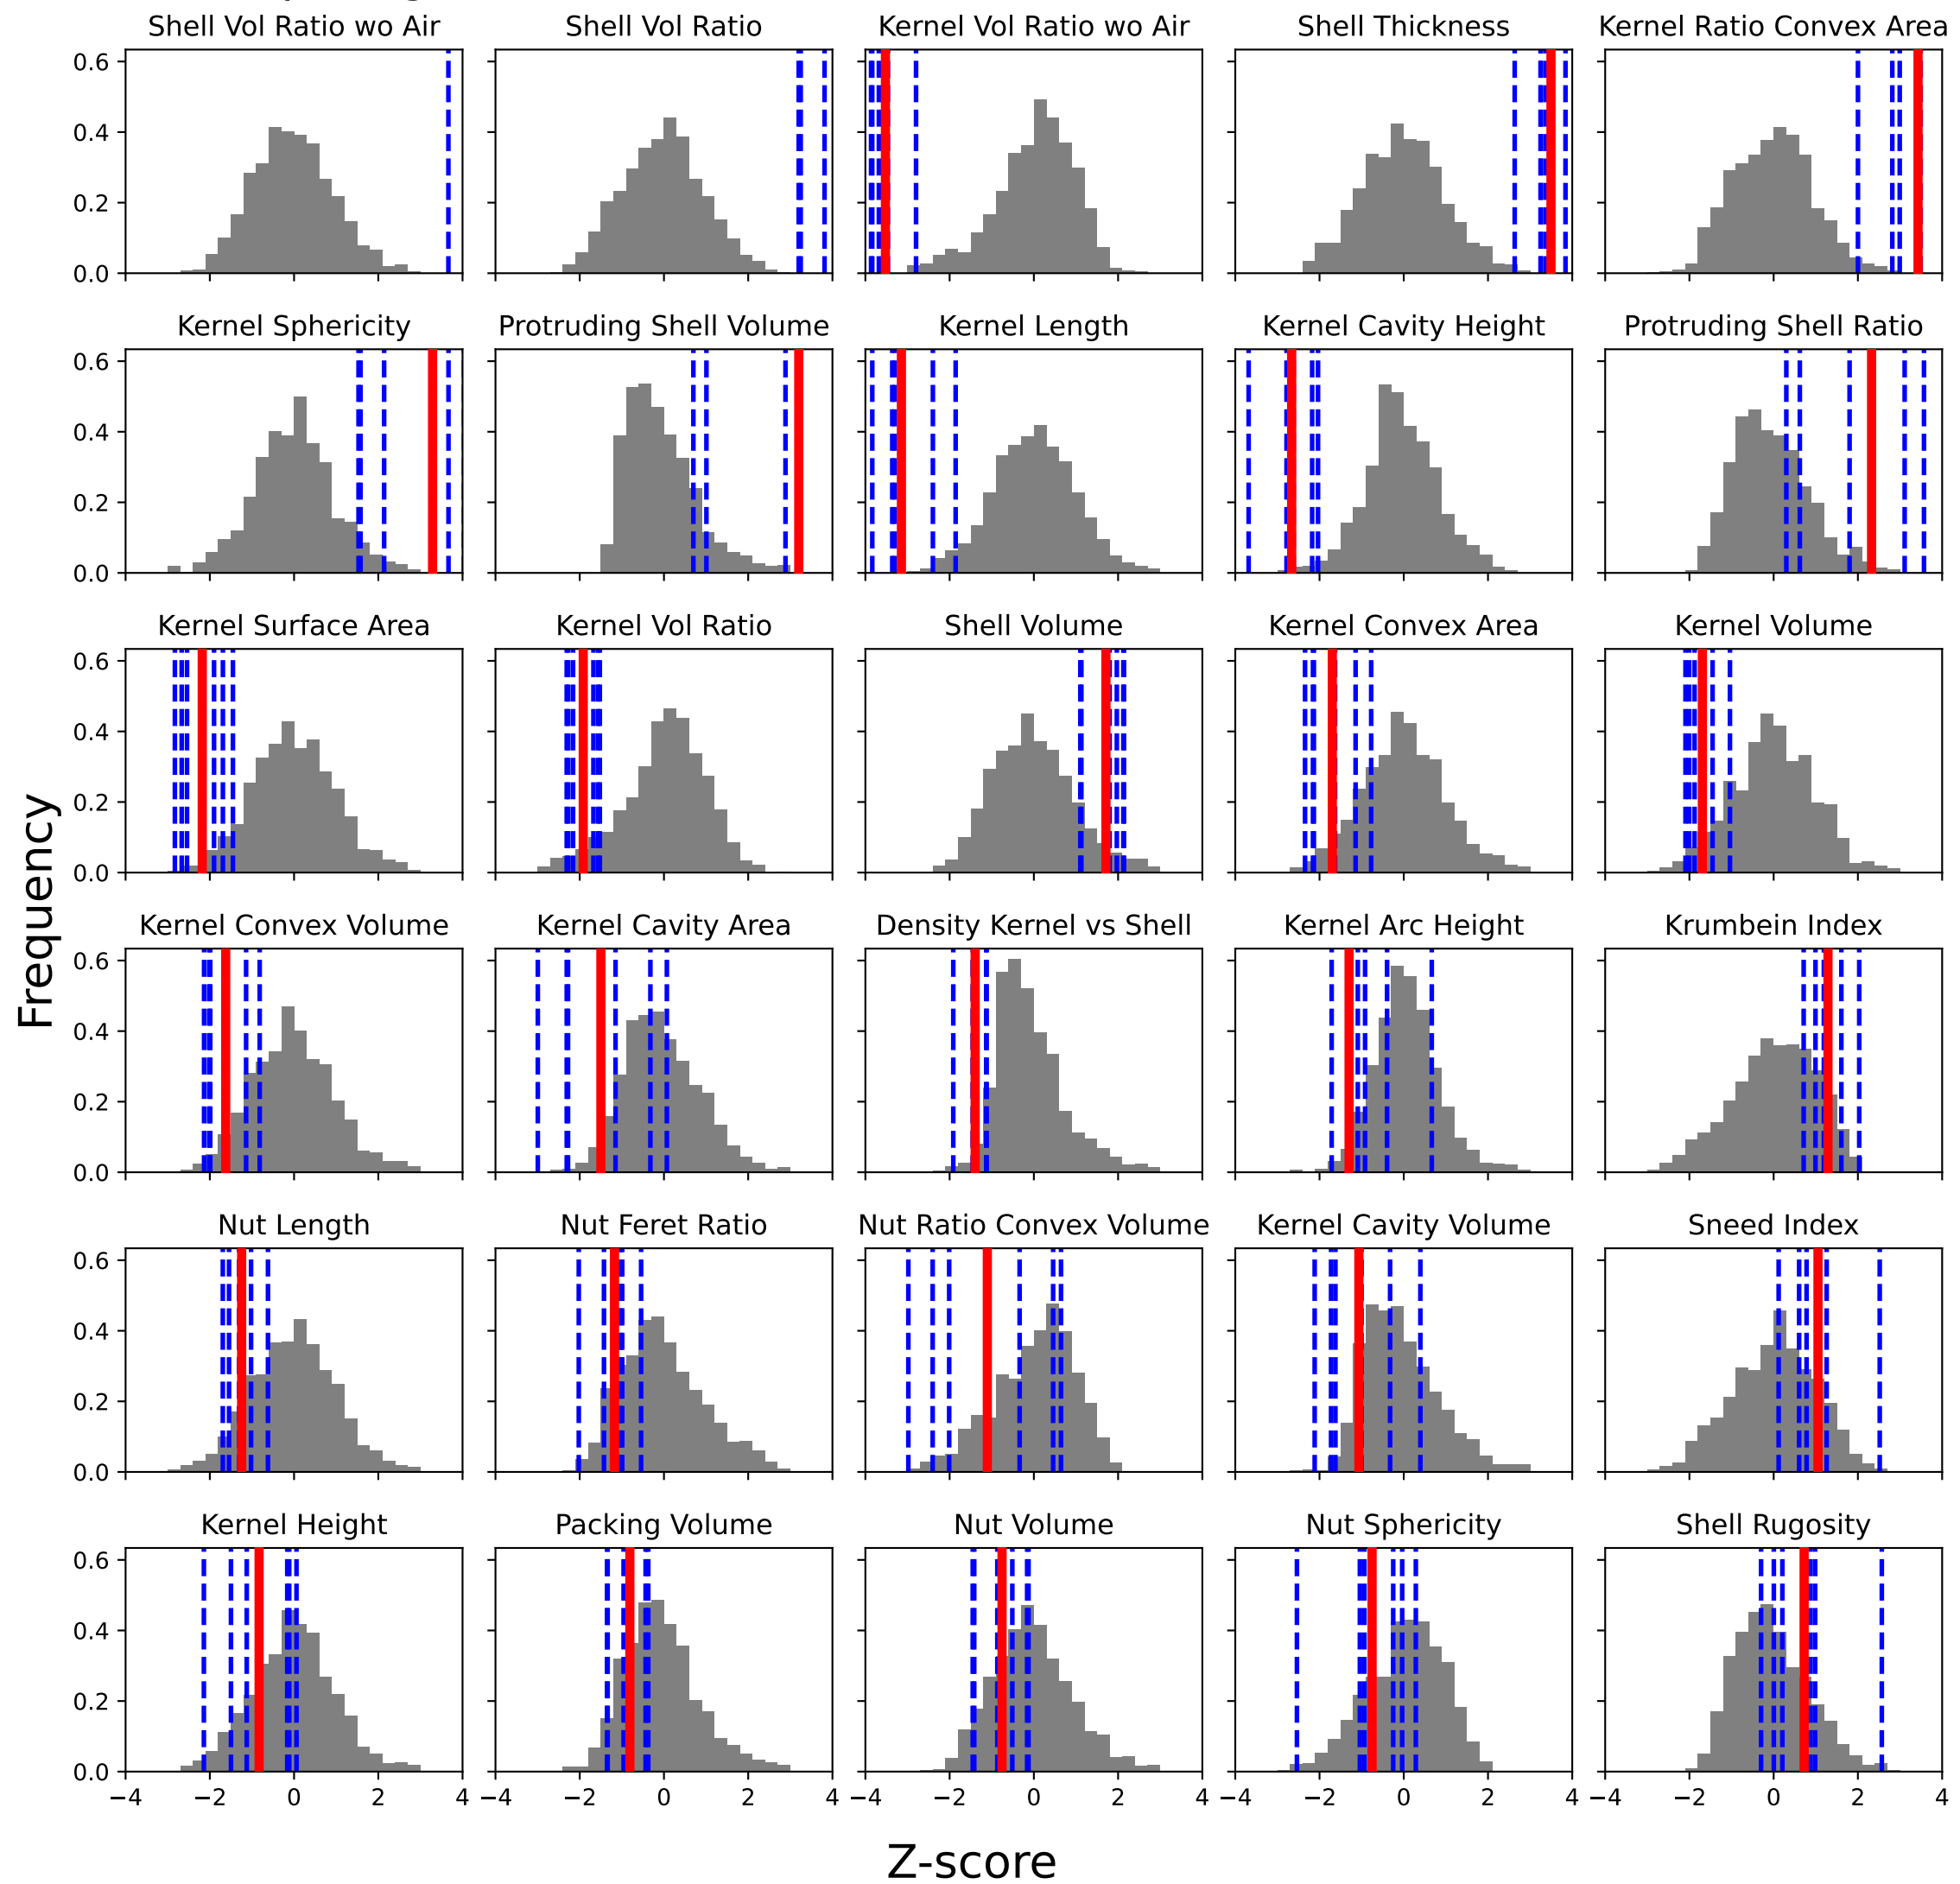 Shell Vol Ratio wo Air
Shell Vol Ratio
Kernel Vol Ratio wo Air
Shell Thickness
Kernel Ratio Convex Area
0.6
0.4
0.2
0.0
Kernel Sphericity
Protruding Shell Volume
Kernel Length
Kernel Cavity Height
Protruding Shell Ratio
0.6
0.4
0.2
0.0
Kernel Surface Area
Kernel Vol Ratio
Shell Volume
Kernel Convex Area
Kernel Volume
0.6
0.4
0.2
0.0
Frequency
Kernel Convex Volume
Kernel Cavity Area
Density Kernel vs Shell
Kernel Arc Height
Krumbein Index
0.6
0.4
0.2
0.0
Nut Length
Nut Feret Ratio
Nut Ratio Convex Volume
Kernel Cavity Volume
Sneed Index
0.6
0.4
0.2
0.0
Kernel Height
Packing Volume
Nut Volume
Nut Sphericity
Shell Rugosity
0.6
0.4
0.2
0.0
−4 −2 0 2 4
−4 −2 0 2 4
−4 −2 0 2 4
−4 −2 0 2 4
−4 −2 0 2 4
Z-score